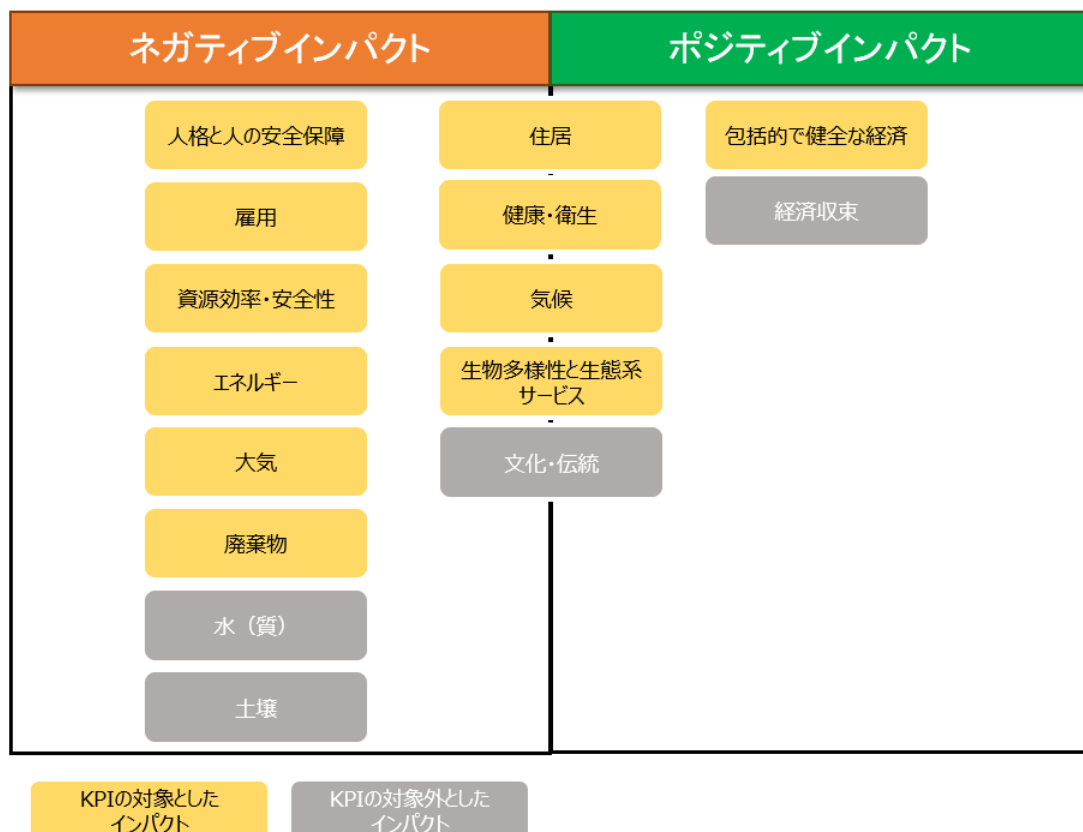 ネガティブインパクト
ポジティブインパクト
人格と人の安全保障
住居
包括的で健全な経済
雇用
健康・衛生
経済収束
資源効率・安全性
気候
エネルギー
生物多様性と生態系
サービス
大気
文化・伝統
廃棄物
水（質）
土壌
KPIの対象とした
インパクト
KPIの対象外とした
インパクト